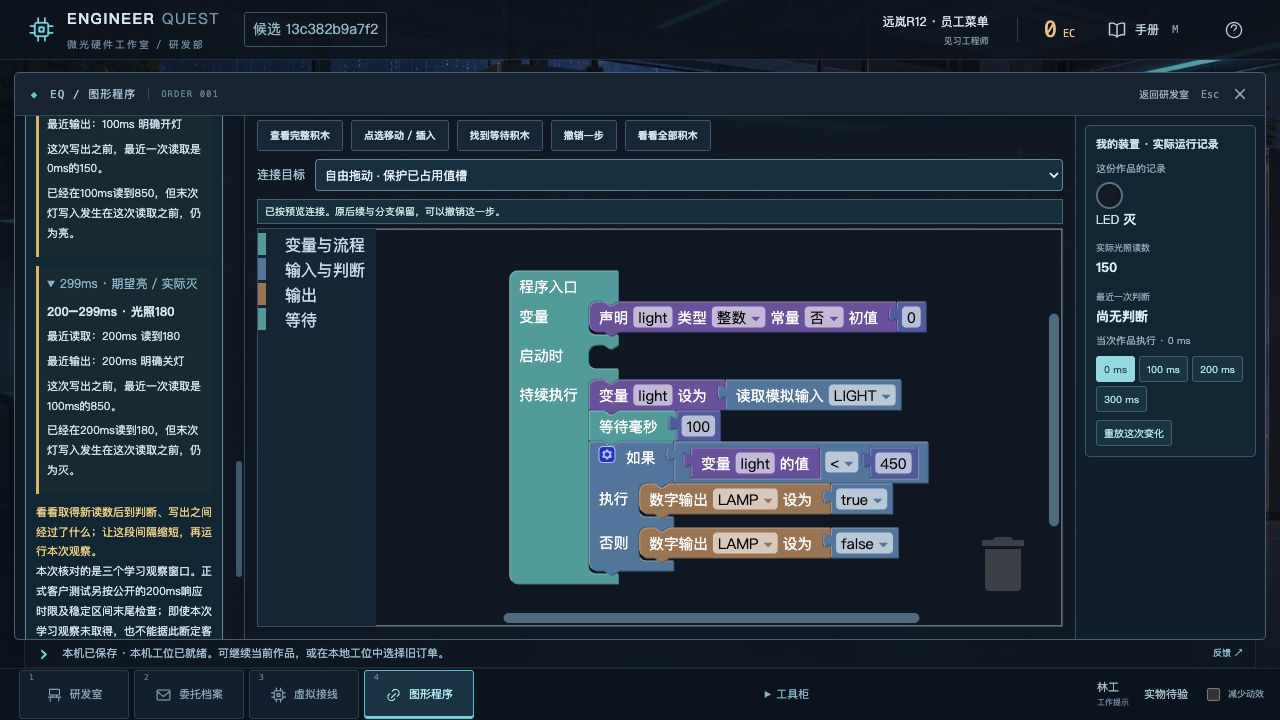 ENGINEER QUEST
微光硬件工作室 / 研发部
候选 13c382b9a7f2
远岚R12 · 员工菜单
见习工程师
0 EC
手册 M
EQ / 图形程序
ORDER 001
返回研发室 Esc
最近输出：100ms 明确开灯
这次写出之前，最近一次读取是
0ms的150。
已经在100ms读到850，但末次
灯写入发生在这次读取之前，仍
为亮。
▼ 299ms · 期望亮 / 实际灭
200—299ms · 光照180
最近读取：200ms 读到180
最近输出：200ms 明确关灯
这次写出之前，最近一次读取是
100ms的850。
已经在200ms读到180，但末次
灯写入发生在这次读取之前，仍
为灭。
看看取得新读数后到判断、写出之间
经过了什么；让这段间隔缩短，再运
行本次观察。
本次核对的是三个学习观察窗口。正
式客户测试另按公开的200ms响应
时限及稳定区间末尾检查；即使本次
学习观察未取得，也不能据此断定客
查看完整积木
点选移动 / 插入
找到等待积木
撤销一步
看看全部积木
连接目标
自由拖动 · 保护已占用值槽
已按预览连接。原后续与分支保留，可以撤销这一步。
变量与流程
输入与判断
输出
等待
程序入口
变量 声明 light 类型 整数 常量 否 初值 0
启动时
持续执行 变量 light 设为 读取模拟输入 LIGHT
等待毫秒 100
如果 变量 light 的值 < 450
执行 数字输出 LAMP 设为 true
否则 数字输出 LAMP 设为 false
我的装置 · 实际运行记录
这份作品的记录
LED 灭
实际光照读数
150
最近一次判断
尚无判断
当次作品执行 · 0 ms
0 ms
100 ms
200 ms
300 ms
重放这次变化
本机已保存 · 本机工位已就绪。可继续当前作品，或在本地工位中选择旧订单。
反馈 ↗
1 研发室
2 委托档案
3 虚拟接线
4 图形程序
▶ 工具柜
林工
工作提示
实物待验
减少动效